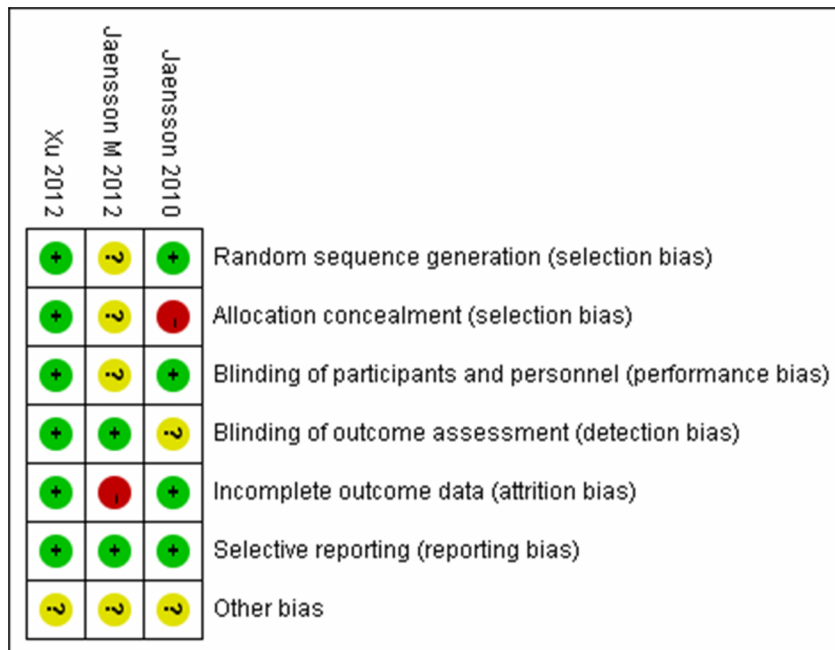 Jaensson 2010
Jaensson M 2012
Xu 2012
+ ? + Random sequence generation (selection bias)
+ ? - Allocation concealment (selection bias)
+ ? + Blinding of participants and personnel (performance bias)
+ + ? Blinding of outcome assessment (detection bias)
+ - + Incomplete outcome data (attrition bias)
+ + + Selective reporting (reporting bias)
? ? ? Other bias